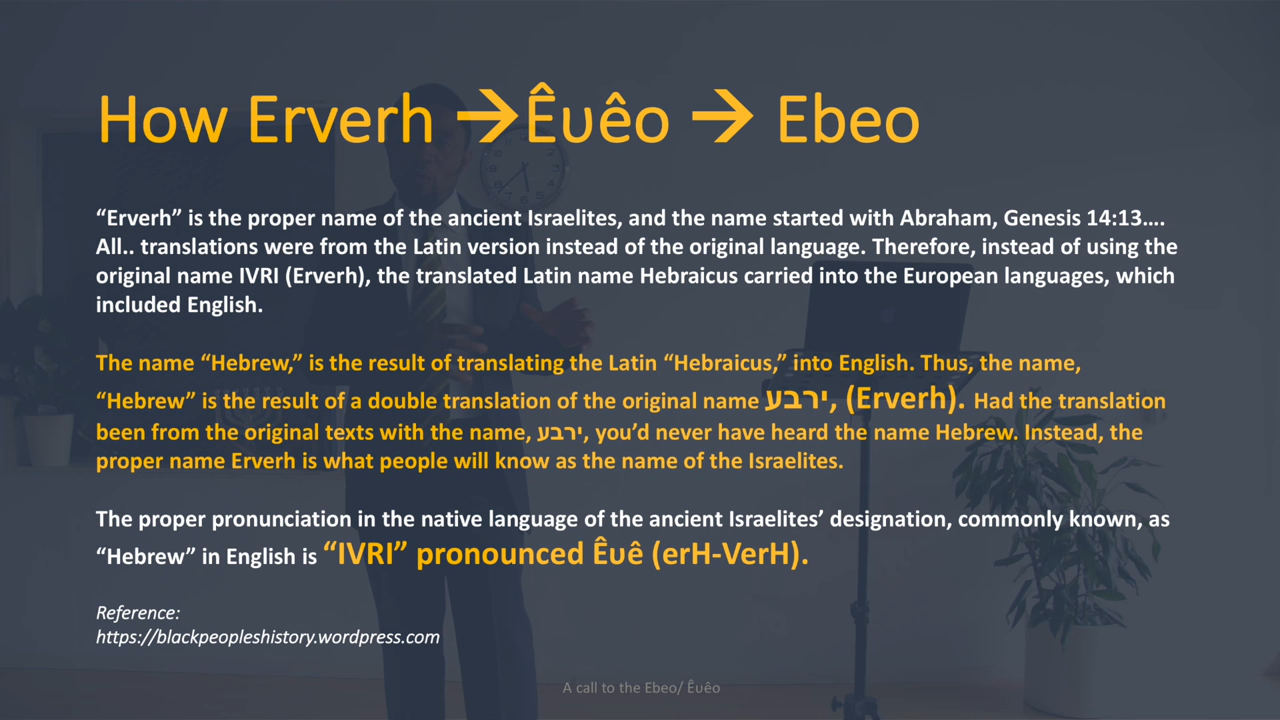 How Erverh →Êʋêo → Ebeo
“Erverh” is the proper name of the ancient Israelites, and the name started with Abraham, Genesis 14:13....
All.. translations were from the Latin version instead of the original language. Therefore, instead of using the
original name IVRI (Erverh), the translated Latin name Hebraicus carried into the European languages, which
included English.
The name “Hebrew,” is the result of translating the Latin “Hebraicus,” into English. Thus, the name,
“Hebrew” is the result of a double translation of the original name ירבע, (Erverh). Had the translation
been from the original texts with the name, ירבע, you’d never have heard the name Hebrew. Instead, the
proper name Erverh is what people will know as the name of the Israelites.
The proper pronunciation in the native language of the ancient Israelites’ designation, commonly known, as
“Hebrew” in English is “IVRI” pronounced Êʋê (erH-VerH).
Reference:
https://blackpeopleshistory.wordpress.com
A call to the Ebeo/ Êʋêo